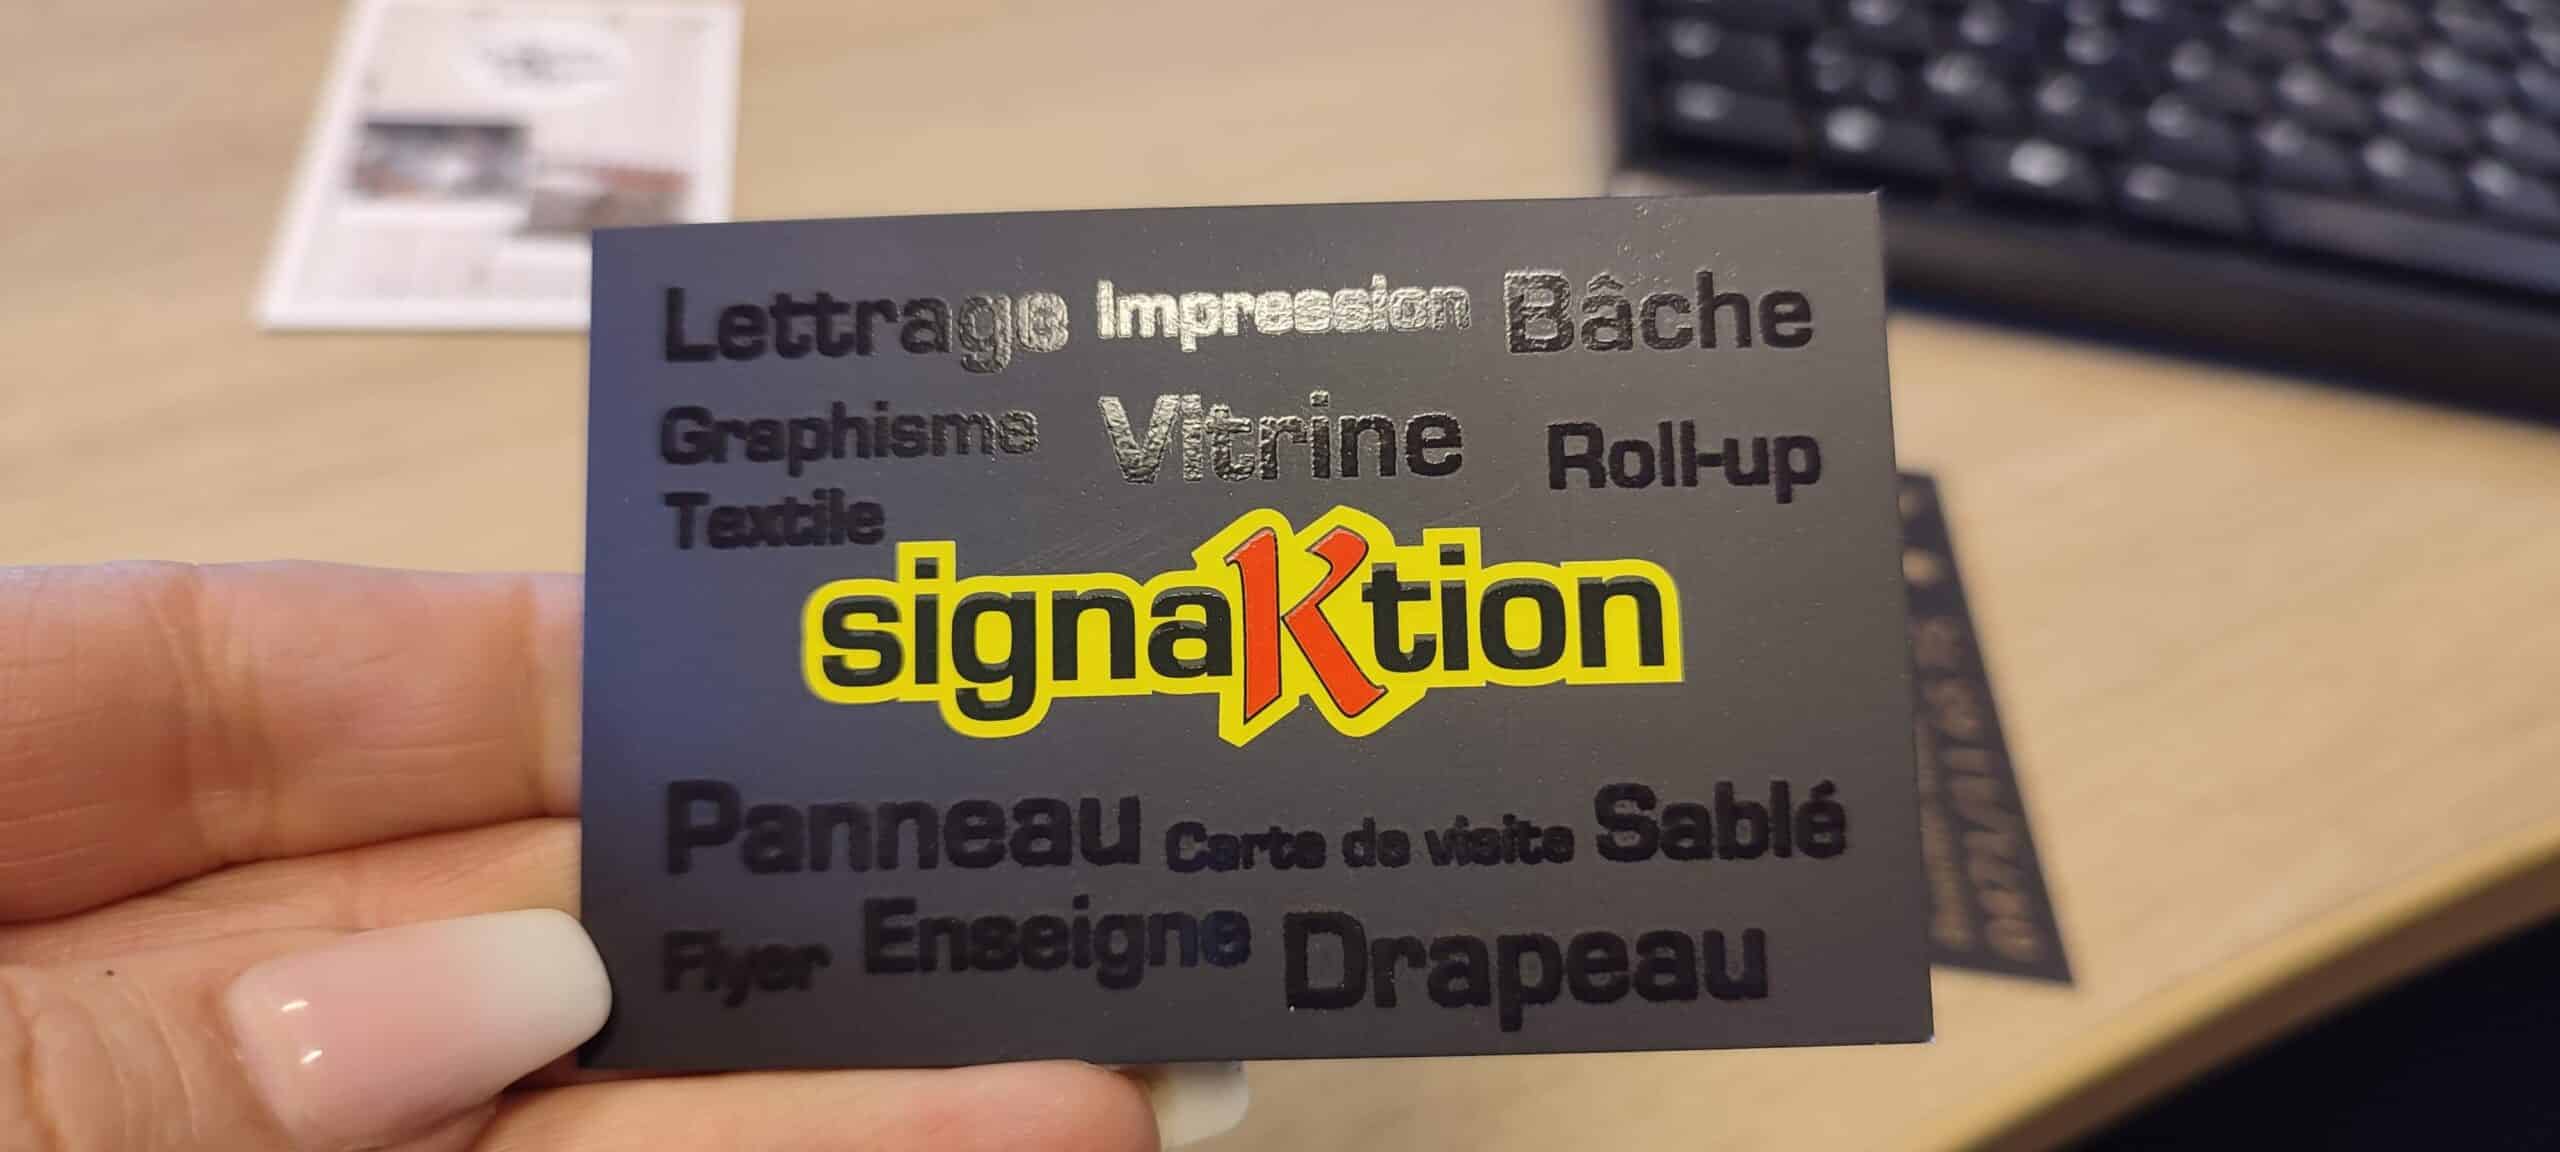 Lettrage Impression Bâche
Graphisme Vitrine Roll-up
Textile
signaKtion
Panneau Carte de visite Sablé
Flyer Enseigne Drapeau